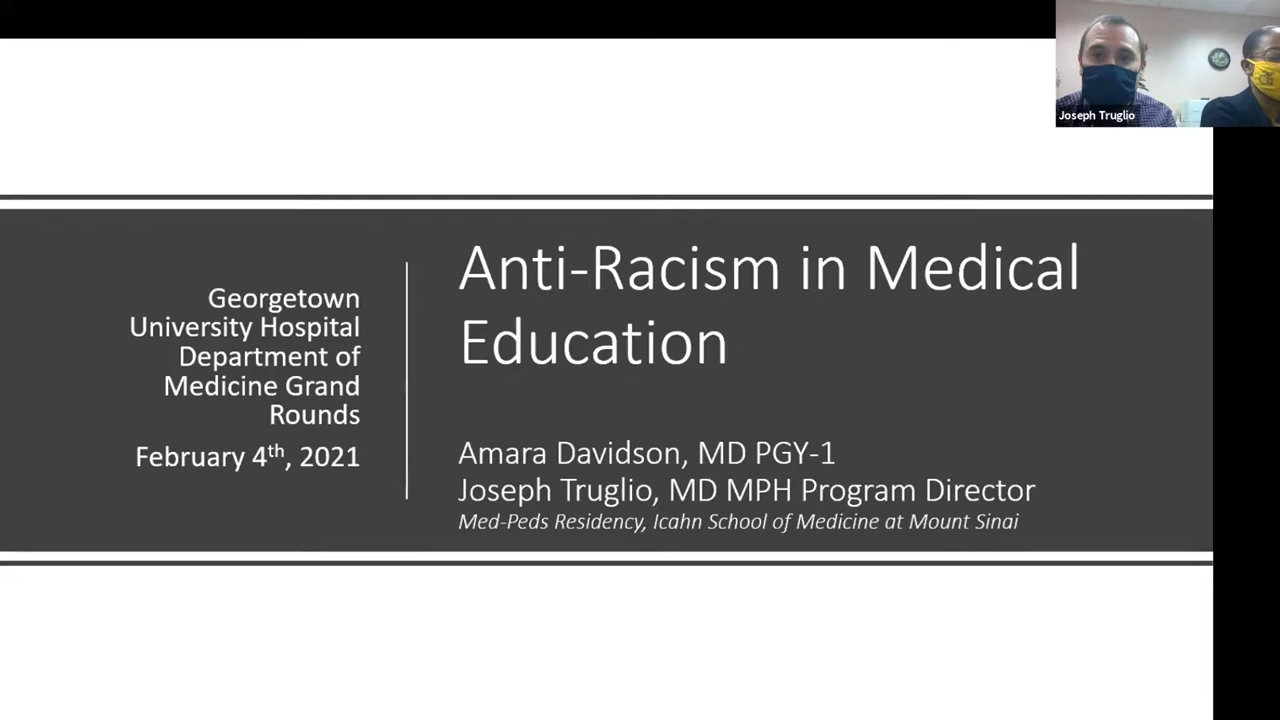 Joseph Truglio
Georgetown
University Hospital
Department of
Medicine Grand
Rounds
February 4th, 2021
Anti-Racism in Medical
Education
Amara Davidson, MD PGY-1
Joseph Truglio, MD MPH Program Director
Med-Peds Residency, Icahn School of Medicine at Mount Sinai